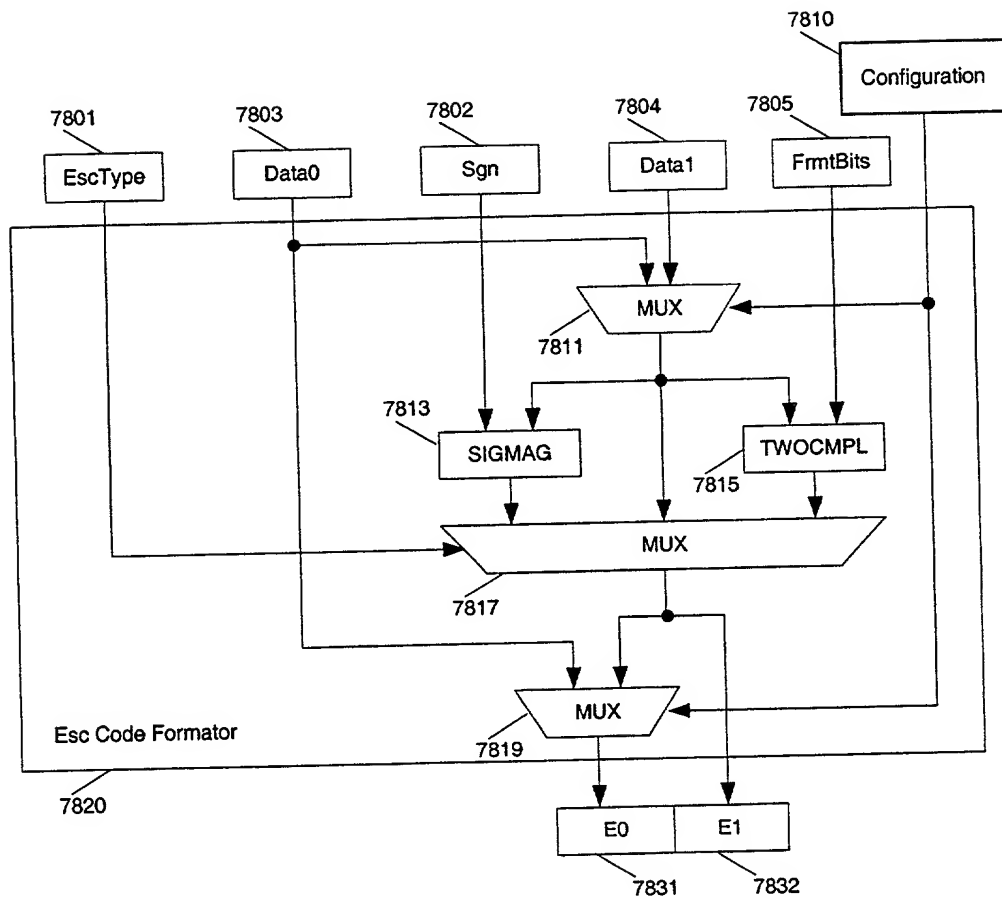 7810
Configuration
7801
7803
7802
7804
7805
EscType
Data0
Sgn
Data1
FrmtBits
MUX
7811
7813
SIGMAG
TWOCMPL
7815
MUX
7817
MUX
7819
Esc Code Formator
7820
E0
E1
7831
7832